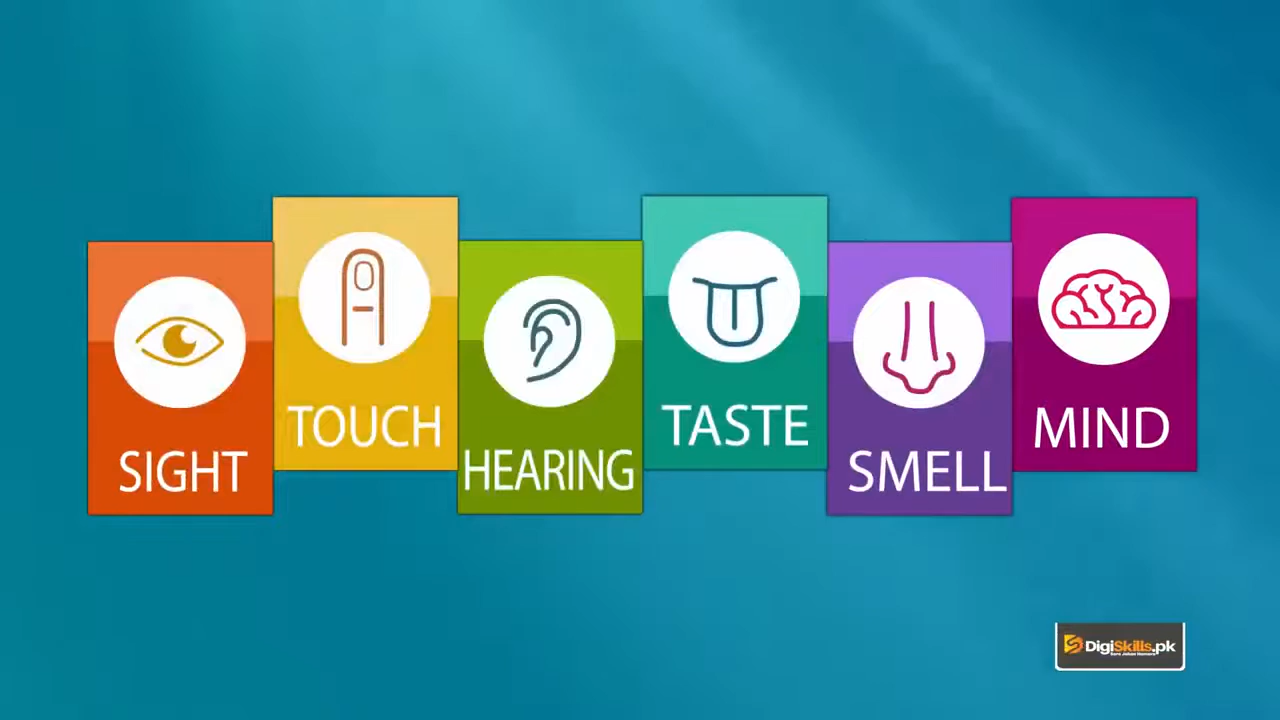 SIGHT
TOUCH
HEARING
TASTE
SMELL
MIND
DigiSkills.pk